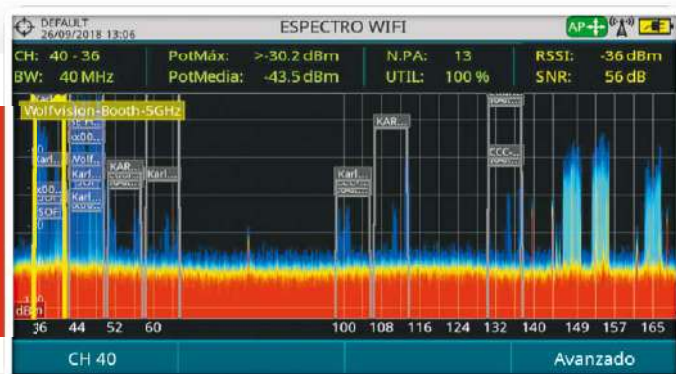 DEFAULT
26/09/2018 13:06
ESPECTRO WIFI
AP
CH: 40 - 36
PotMáx: >-30.2 dBm
N.PA: 13
RSSI: -36 dBm
BW: 40 MHz
PotMedia: -43.5 dBm
UTIL: 100 %
SNR: 56 dB
Wolfvision-Booth-5GHz
Karl...
Wolf...
Karl...
SOF
Karl...
KAR...
Karl...
Karl...
KAR...
CCC-...
dBm
36 44 52 60 100 108 116 124 132 140 149 157 165
CH 40
Avanzado